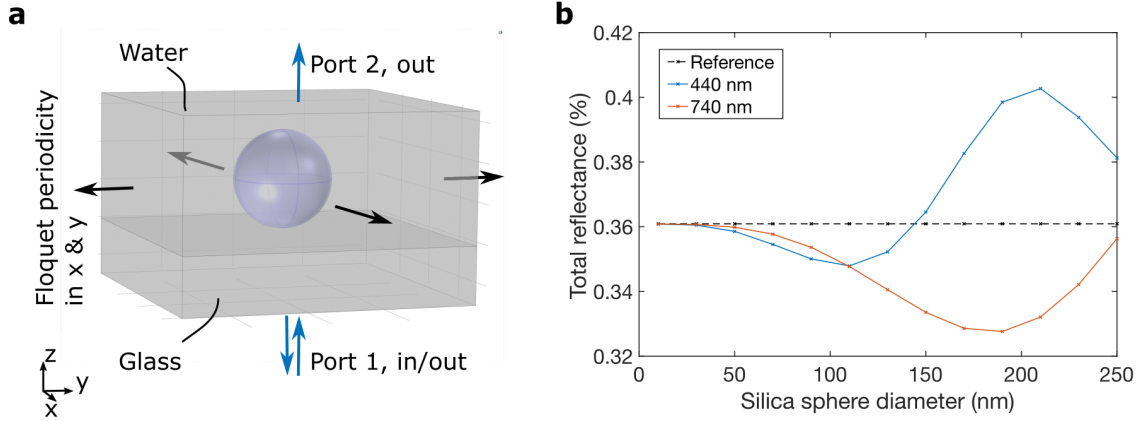 a
Water
Port 2, out
Floquet periodicity
in x & y
Glass
Port 1, in/out
z
y
x
b
0.42
0.4
0.38
0.36
0.34
0.32
Total reflectance (%)
Reference
440 nm
740 nm
0
50
100
150
200
250
Silica sphere diameter (nm)